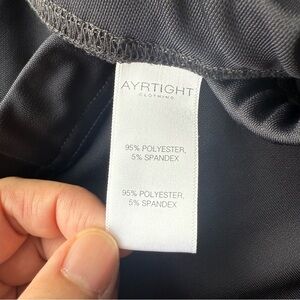 AYRTIGHT
CLOTHING
95% POLYESTER,
5% SPANDEX
95% POLYESTER,
5% SPANDEX